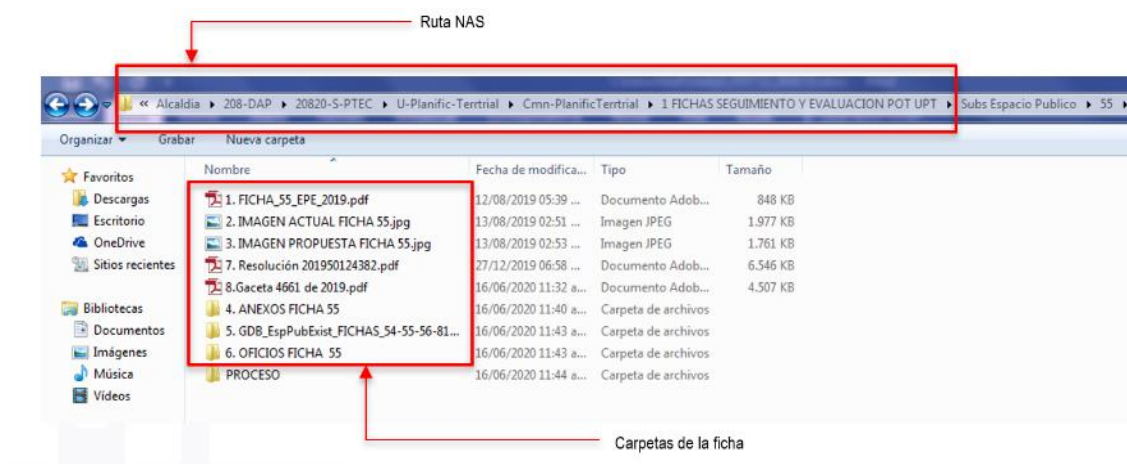 Ruta NAS
« Alcaldia ▸ 208-DAP ▸ 20820-S-PTEC ▸ U-Planific-Terrtrial ▸ Cmn-PlanificTerrtrial ▸ 1 FICHAS SEGUIMIENTO Y EVALUACION POT UPT ▸ Subs Espacio Publico ▸ 55 ▸
Organizar Grabar Nueva carpeta
Favoritos
Descargas
Escritorio
OneDrive
Sitios recientes
Bibliotecas
Documentos
Imágenes
Música
Vídeos
Nombre Fecha de modifica... Tipo Tamaño
1. FICHA_55_EPE_2019.pdf 12/08/2019 05:39 ... Documento Adob... 848 KB
2. IMAGEN ACTUAL FICHA 55.jpg 13/08/2019 02:51 ... Imagen JPEG 1.977 KB
3. IMAGEN PROPUESTA FICHA 55.jpg 13/08/2019 02:53 ... Imagen JPEG 1.761 KB
7. Resolución 201950124382.pdf 27/12/2019 06:58 ... Documento Adob... 6.546 KB
8.Gaceta 4661 de 2019.pdf 16/06/2020 11:32 a... Documento Adob... 4.507 KB
4. ANEXOS FICHA 55 16/06/2020 11:40 a... Carpeta de archivos
5. GDB_EspPubExist_FICHAS_54-55-56-81... 16/06/2020 11:43 a... Carpeta de archivos
6. OFICIOS FICHA 55 16/06/2020 11:43 a... Carpeta de archivos
PROCESO 16/06/2020 11:44 a... Carpeta de archivos
Carpetas de la ficha